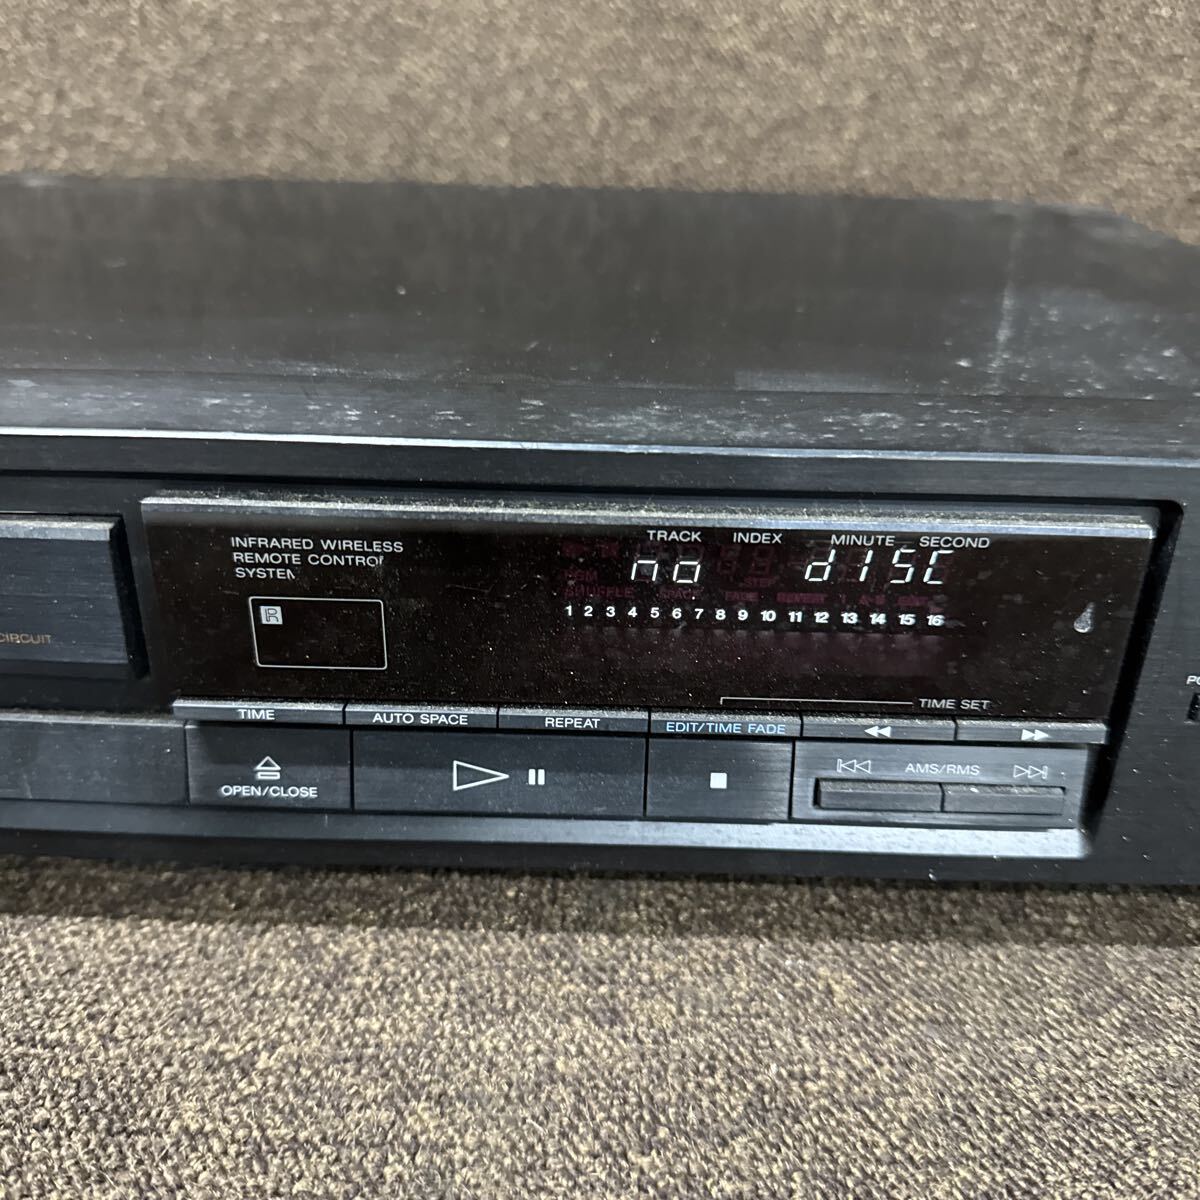 INFRARED WIRELESS
REMOTE CONTROL
SYSTEM
R
TRACK INDEX MINUTE SECOND
no dISC
SHUFFLE
1 2 3 4 5 6 7 8 9 10 11 12 13 14 15 16
CIRCUIT
TIME SET
TIME AUTO SPACE REPEAT EDIT/TIME FADE
OPEN/CLOSE
AMS/RMS